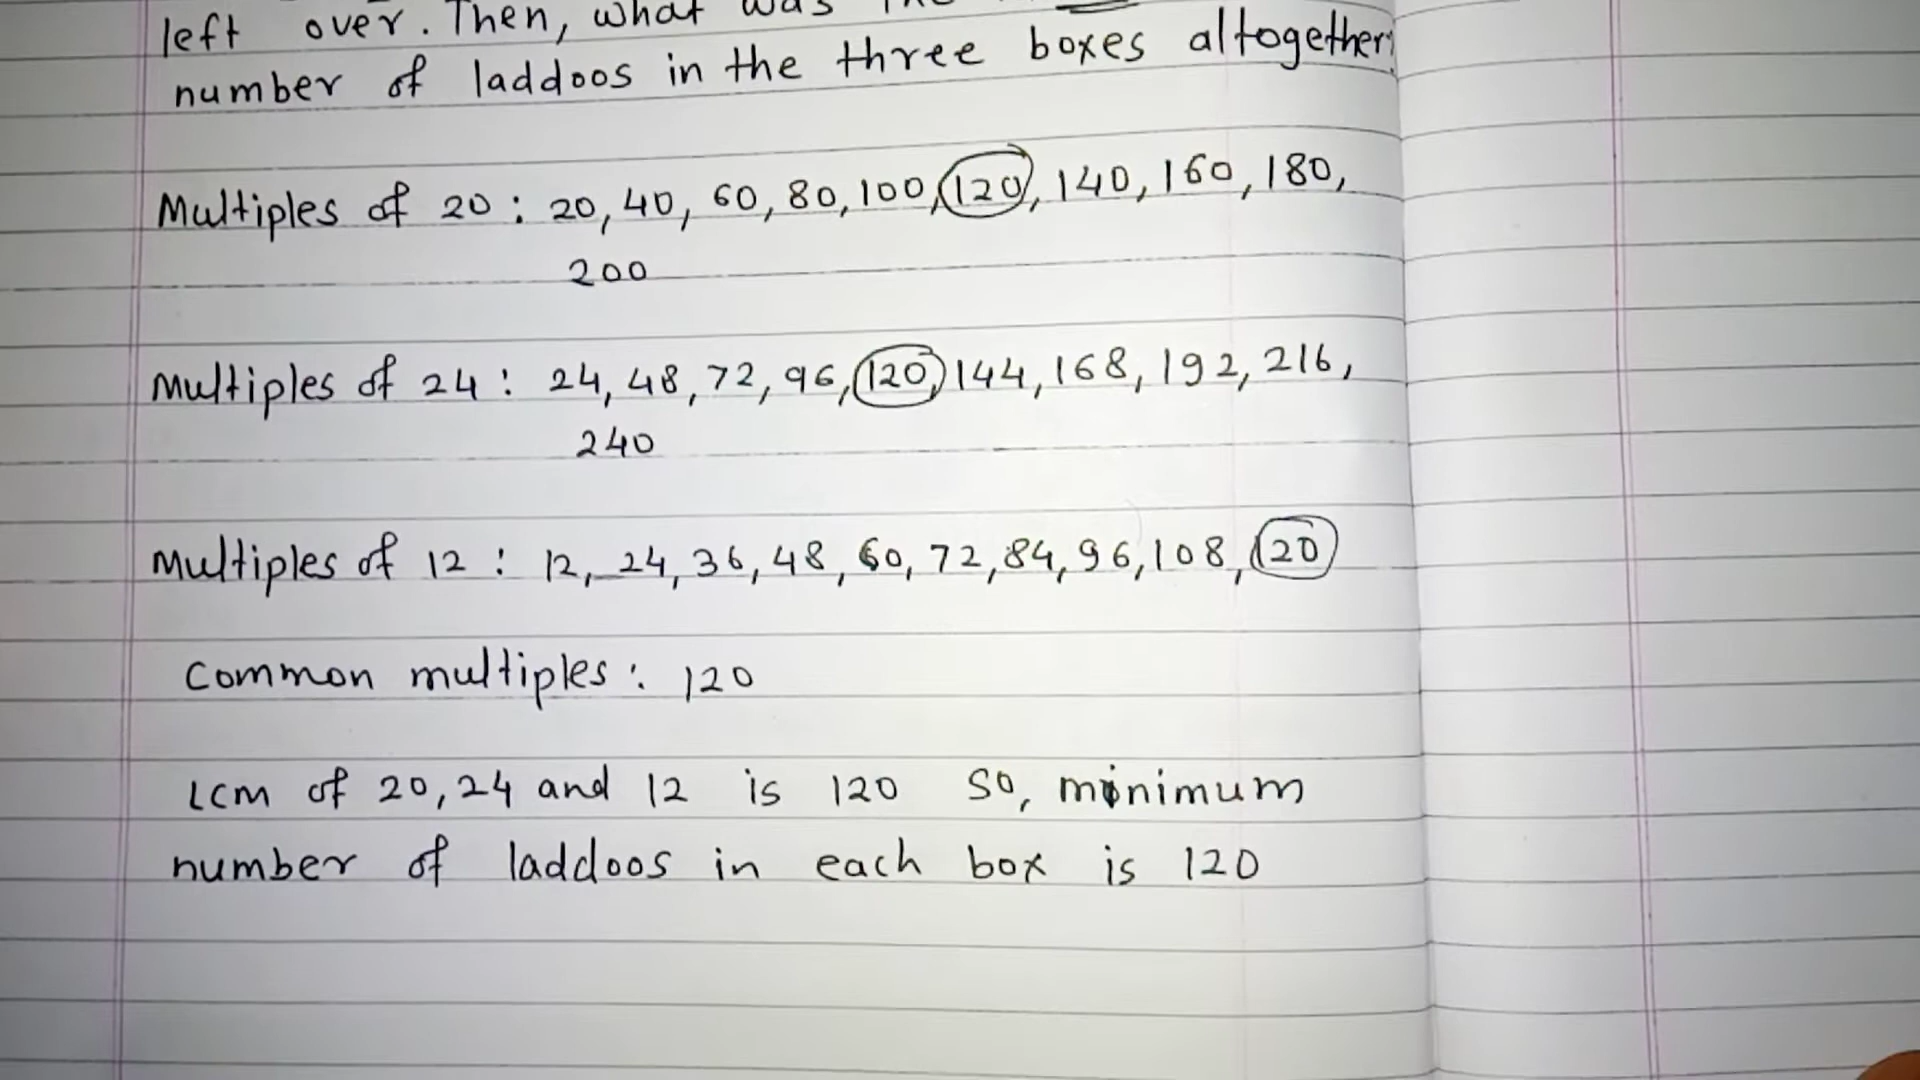 left over. Then, what was
number of laddoos in the three boxes altogether
Multiples of 20 : 20, 40, 60, 80, 100, 120, 140, 160, 180,
200
Multiples of 24 : 24, 48, 72, 96, 120, 144, 168, 192, 216,
240
Multiples of 12 : 12, 24, 36, 48, 60, 72, 84, 96, 108, 120
Common multiples : 120
LCM of 20, 24 and 12 is 120 So, minimum
number of laddoos in each box is 120